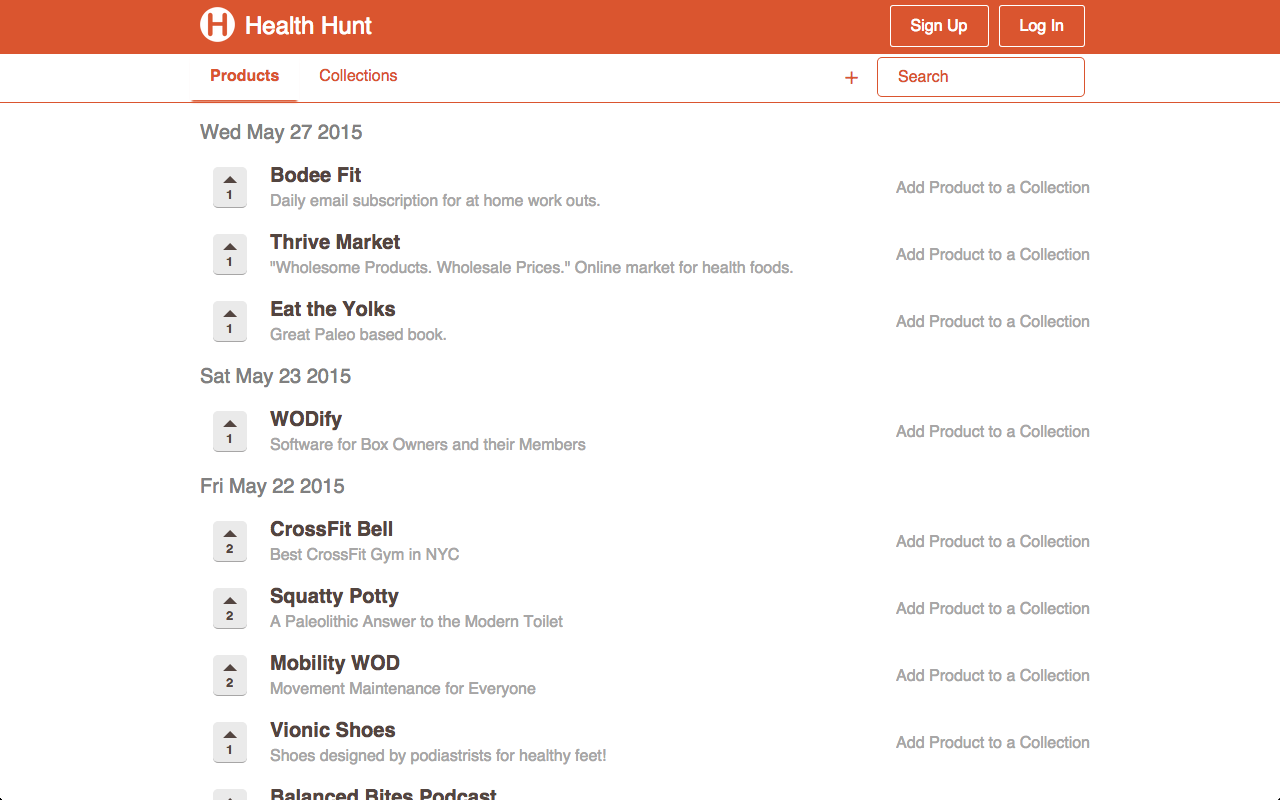 H Health Hunt Sign Up Log In
Products Collections + Search
Wed May 27 2015
Bodee Fit
1 Daily email subscription for at home work outs. Add Product to a Collection
Thrive Market
1 "Wholesome Products. Wholesale Prices." Online market for health foods. Add Product to a Collection
Eat the Yolks
1 Great Paleo based book. Add Product to a Collection
Sat May 23 2015
WODify
1 Software for Box Owners and their Members Add Product to a Collection
Fri May 22 2015
CrossFit Bell
2 Best CrossFit Gym in NYC Add Product to a Collection
Squatty Potty
2 A Paleolithic Answer to the Modern Toilet Add Product to a Collection
Mobility WOD
2 Movement Maintenance for Everyone Add Product to a Collection
Vionic Shoes
1 Shoes designed by podiastrists for healthy feet! Add Product to a Collection
Balanced Bites Podcast